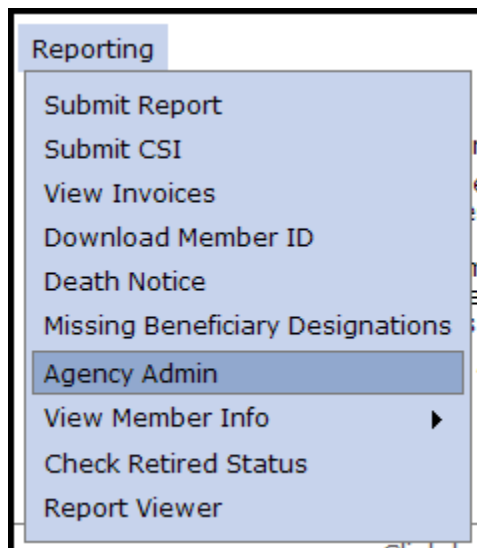 Reporting
Submit Report
Submit CSI
View Invoices
Download Member ID
Death Notice
Missing Beneficiary Designations
Agency Admin
View Member Info
Check Retired Status
Report Viewer